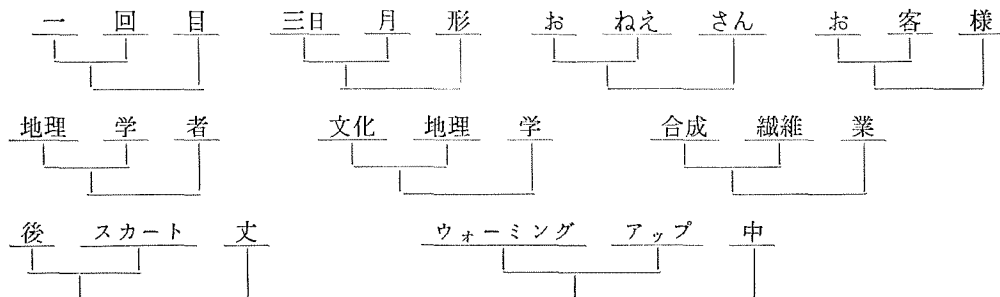 一 回 目 三日 月 形 お ねえ さん お 客 様
地理 学 者 文化 地理 学 合成 繊維 業
後 スカート 丈 ウォーミング アップ 中